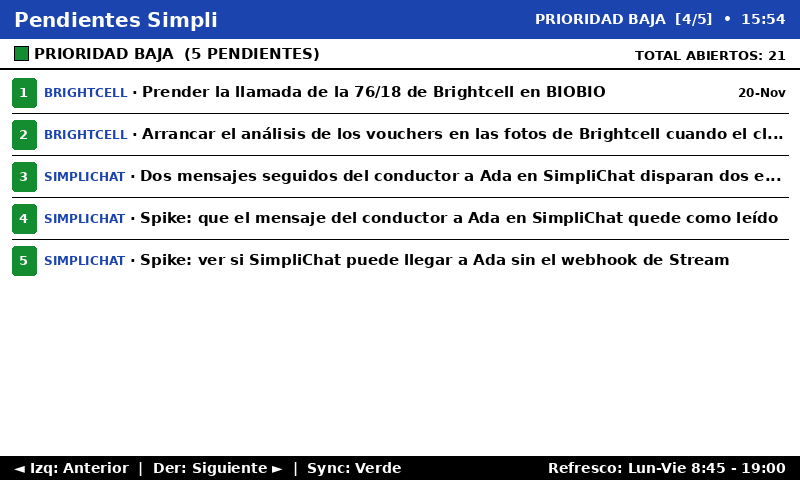 Pendientes Simpli
PRIORIDAD BAJA [4/5] • 15:54
PRIORIDAD BAJA (5 PENDIENTES)
TOTAL ABIERTOS: 21
1 BRIGHTCELL · Prender la llamada de la 76/18 de Brightcell en BIOBIO 20-Nov
2 BRIGHTCELL · Arrancar el análisis de los vouchers en las fotos de Brightcell cuando el cl...
3 SIMPLICHAT · Dos mensajes seguidos del conductor a Ada en SimpliChat disparan dos e...
4 SIMPLICHAT · Spike: que el mensaje del conductor a Ada en SimpliChat quede como leído
5 SIMPLICHAT · Spike: ver si SimpliChat puede llegar a Ada sin el webhook de Stream
◄ Izq: Anterior | Der: Siguiente ► | Sync: Verde
Refresco: Lun-Vie 8:45 - 19:00